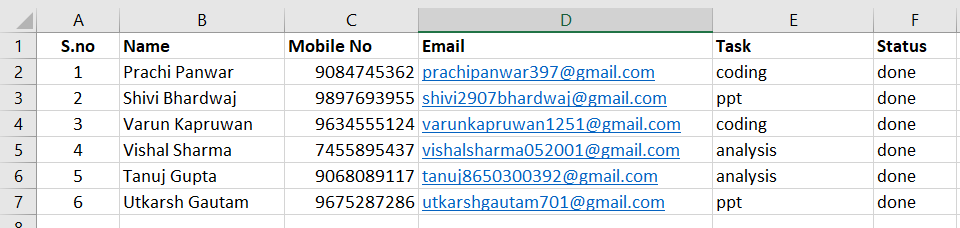 A B C D E F
1 S.no Name Mobile No Email Task Status
2 1 Prachi Panwar 9084745362 prachipanwar397@gmail.com coding done
3 2 Shivi Bhardwaj 9897693955 shivi2907bhardwaj@gmail.com ppt done
4 3 Varun Kapruwan 9634555124 varunkapruwan1251@gmail.com coding done
5 4 Vishal Sharma 7455895437 vishalsharma052001@gmail.com analysis done
6 5 Tanuj Gupta 9068089117 tanuj8650300392@gmail.com analysis done
7 6 Utkarsh Gautam 9675287286 utkarshgautam701@gmail.com ppt done